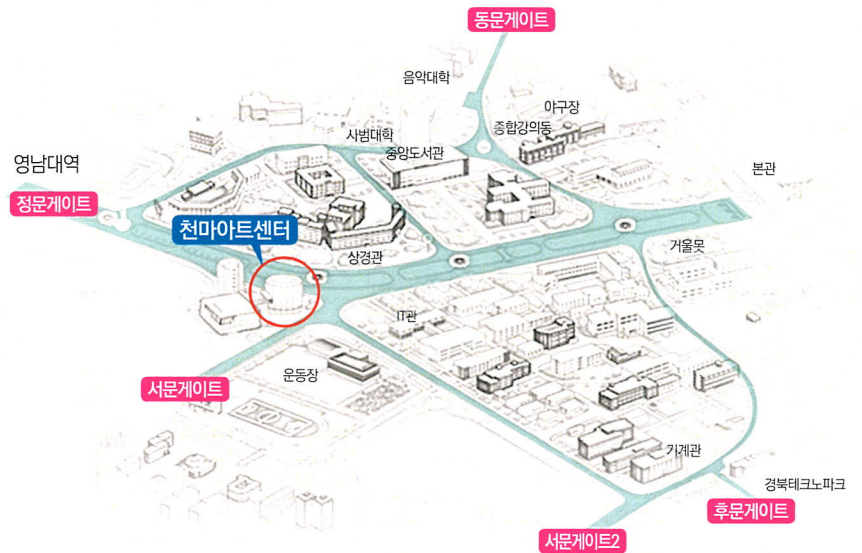 동문게이트
음악대학
야구장
종합강의동
사범대학
중앙도서관
영남대역
본관
정문게이트
천마아트센터
상경관
거울못
IT관
서문게이트
운동장
기계관
경북테크노파크
후문게이트
서문게이트2